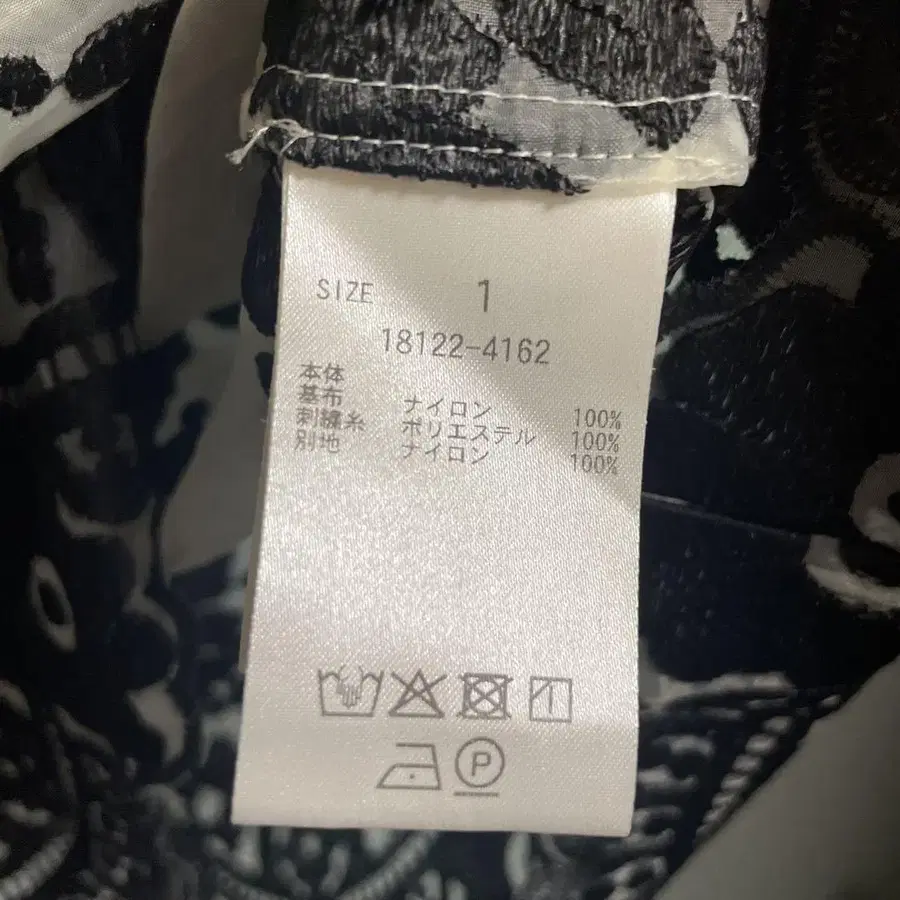 SIZE 1
18122-4162
本体
基布 ナイロン 100%
刺繍糸 ポリエステル 100%
別地 ナイロン 100%
P